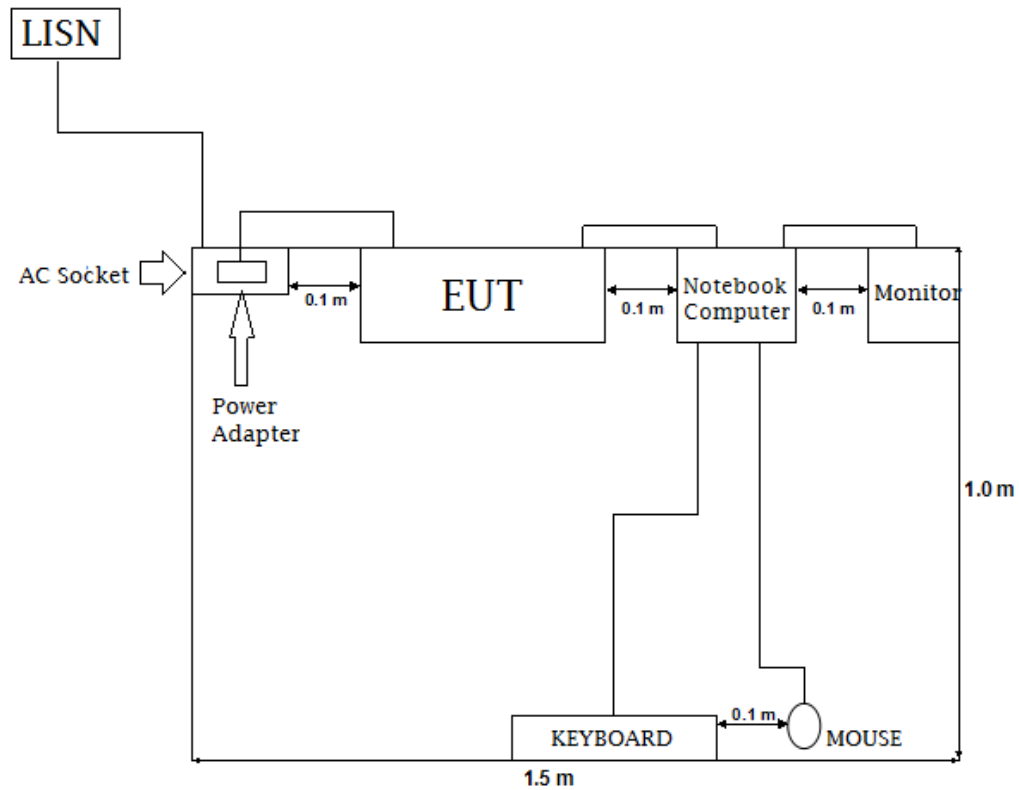 LISN
AC Socket
0.1 m
EUT
0.1 m
Notebook
Computer
0.1 m
Monitor
Power
Adapter
1.0 m
KEYBOARD
0.1 m
MOUSE
1.5 m